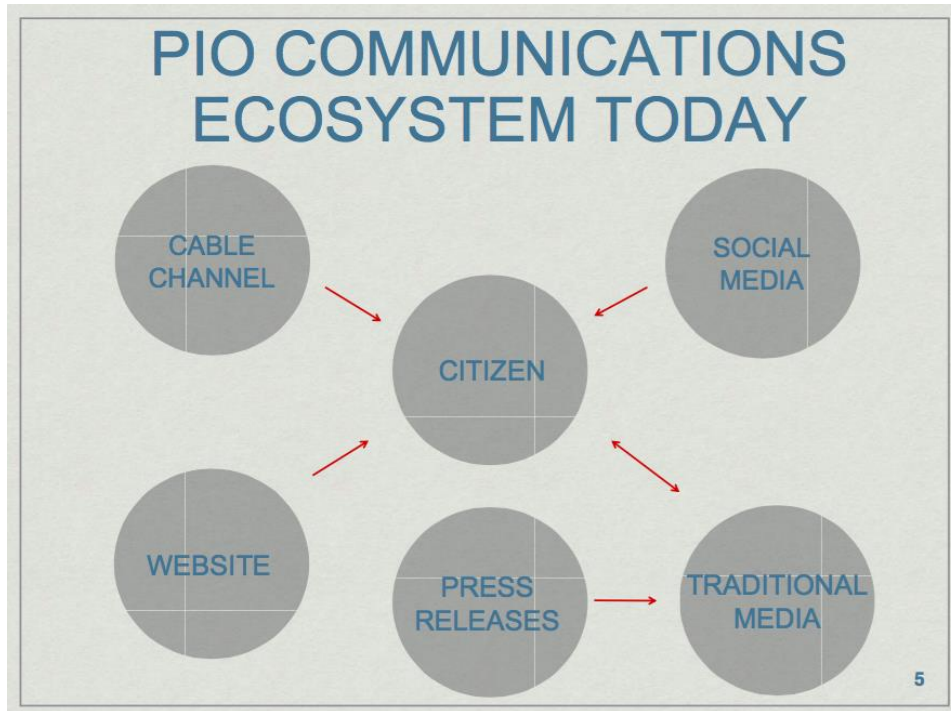 PIO COMMUNICATIONS
ECOSYSTEM TODAY
CABLE
CHANNEL
SOCIAL
MEDIA
CITIZEN
WEBSITE
PRESS
RELEASES
TRADITIONAL
MEDIA
5